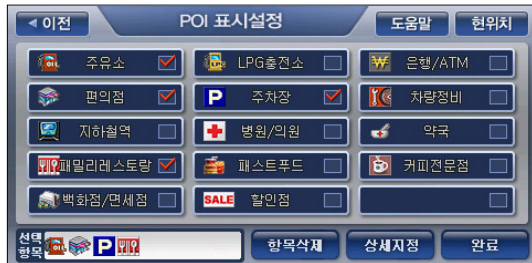 이전 POI 표시설정 도움말 현위치
OIL 주유소 LPG LPG충전소 ₩ 은행/ATM
편의점 P 주차장 차량정비
지하철역 병원/의원 약국
패밀리레스토랑 패스트푸드 커피전문점
백화점/면세점 SALE 할인점
선택 P
항목 항목삭제 상세지정 완료